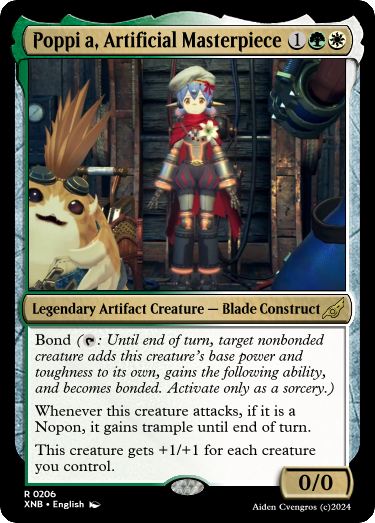 Poppi α, Artificial Masterpiece 1
Legendary Artifact Creature — Blade Construct
Bond (: Until end of turn, target nonbonded
creature adds this creature's base power and
toughness to its own, gains the following ability,
and becomes bonded. Activate only as a sorcery.)
Whenever this creature attacks, if it is a
Nopon, it gains trample until end of turn.
This creature gets +1/+1 for each creature
you control.
0/0
R 0206
XNB • English
Aiden Cvengros (c)2024